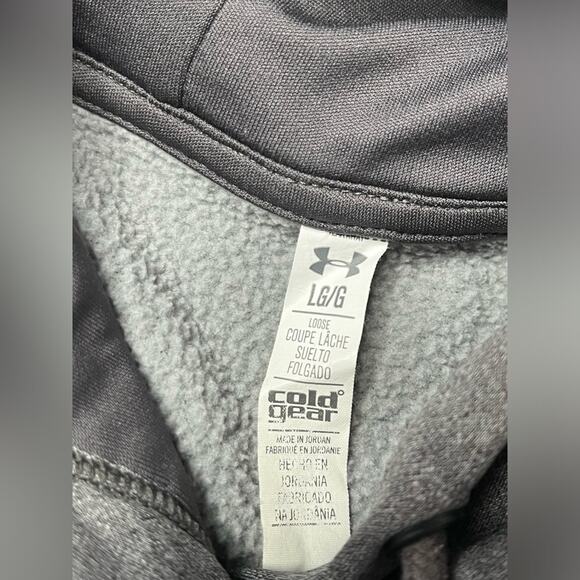 LG/G
LOOSE
COUPE LÂCHE
SUELTO
FOLGADO
cold
gear
MADE IN JORDAN
FABRIQUÉ EN JORDANIE
HECHO EN
JORDANIA
FABRICADO
NA JORDÂNIA